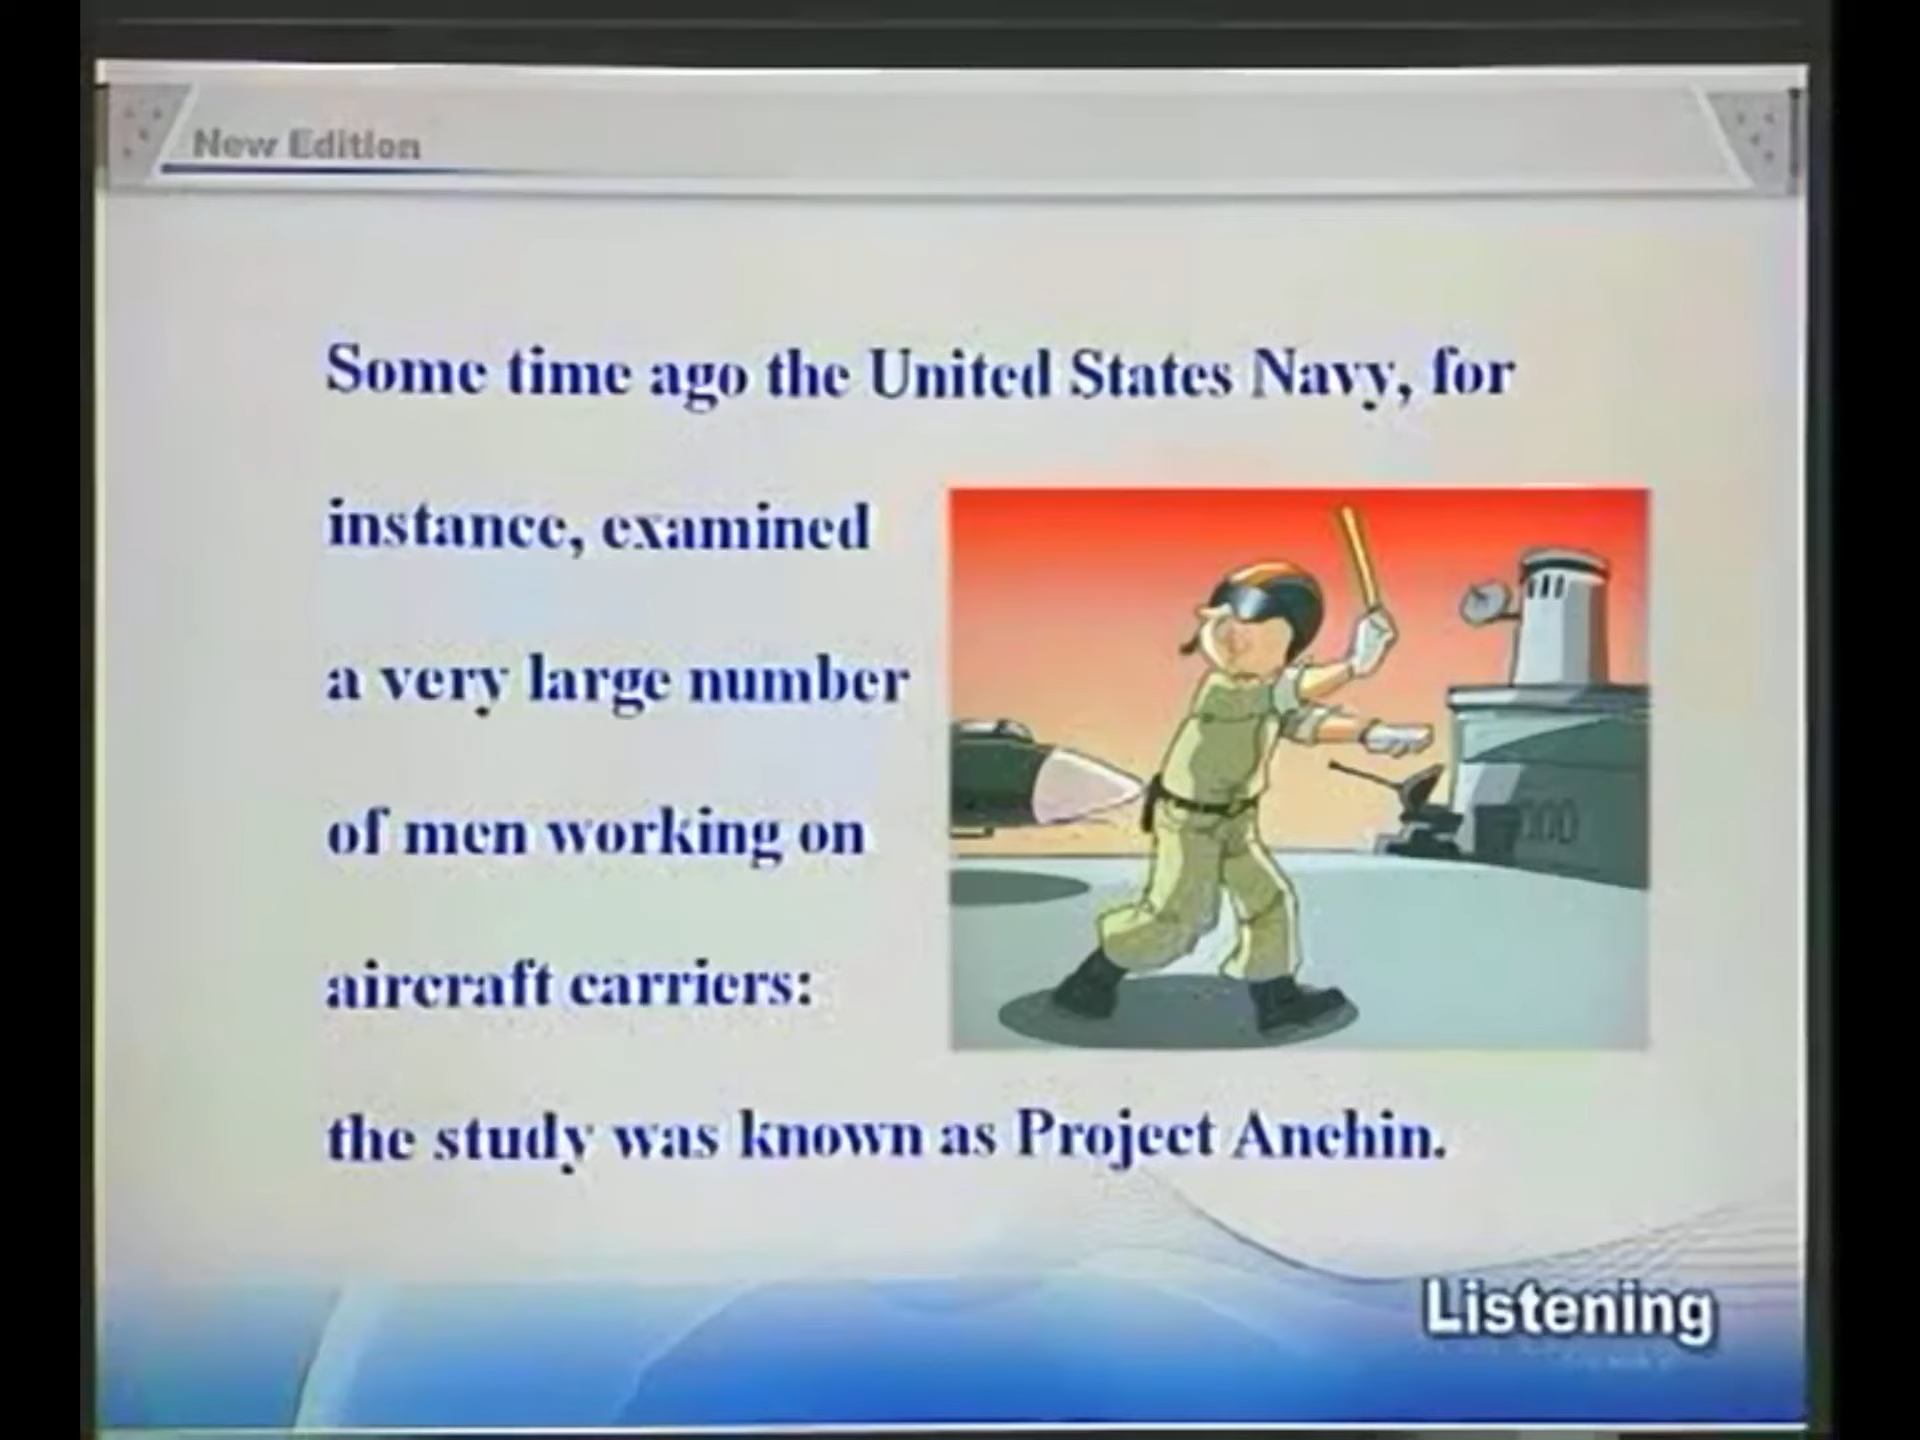 New Edition
Some time ago the United States Navy, for
instance, examined
a very large number
of men working on
aircraft carriers:
the study was known as Project Anchin.
Listening